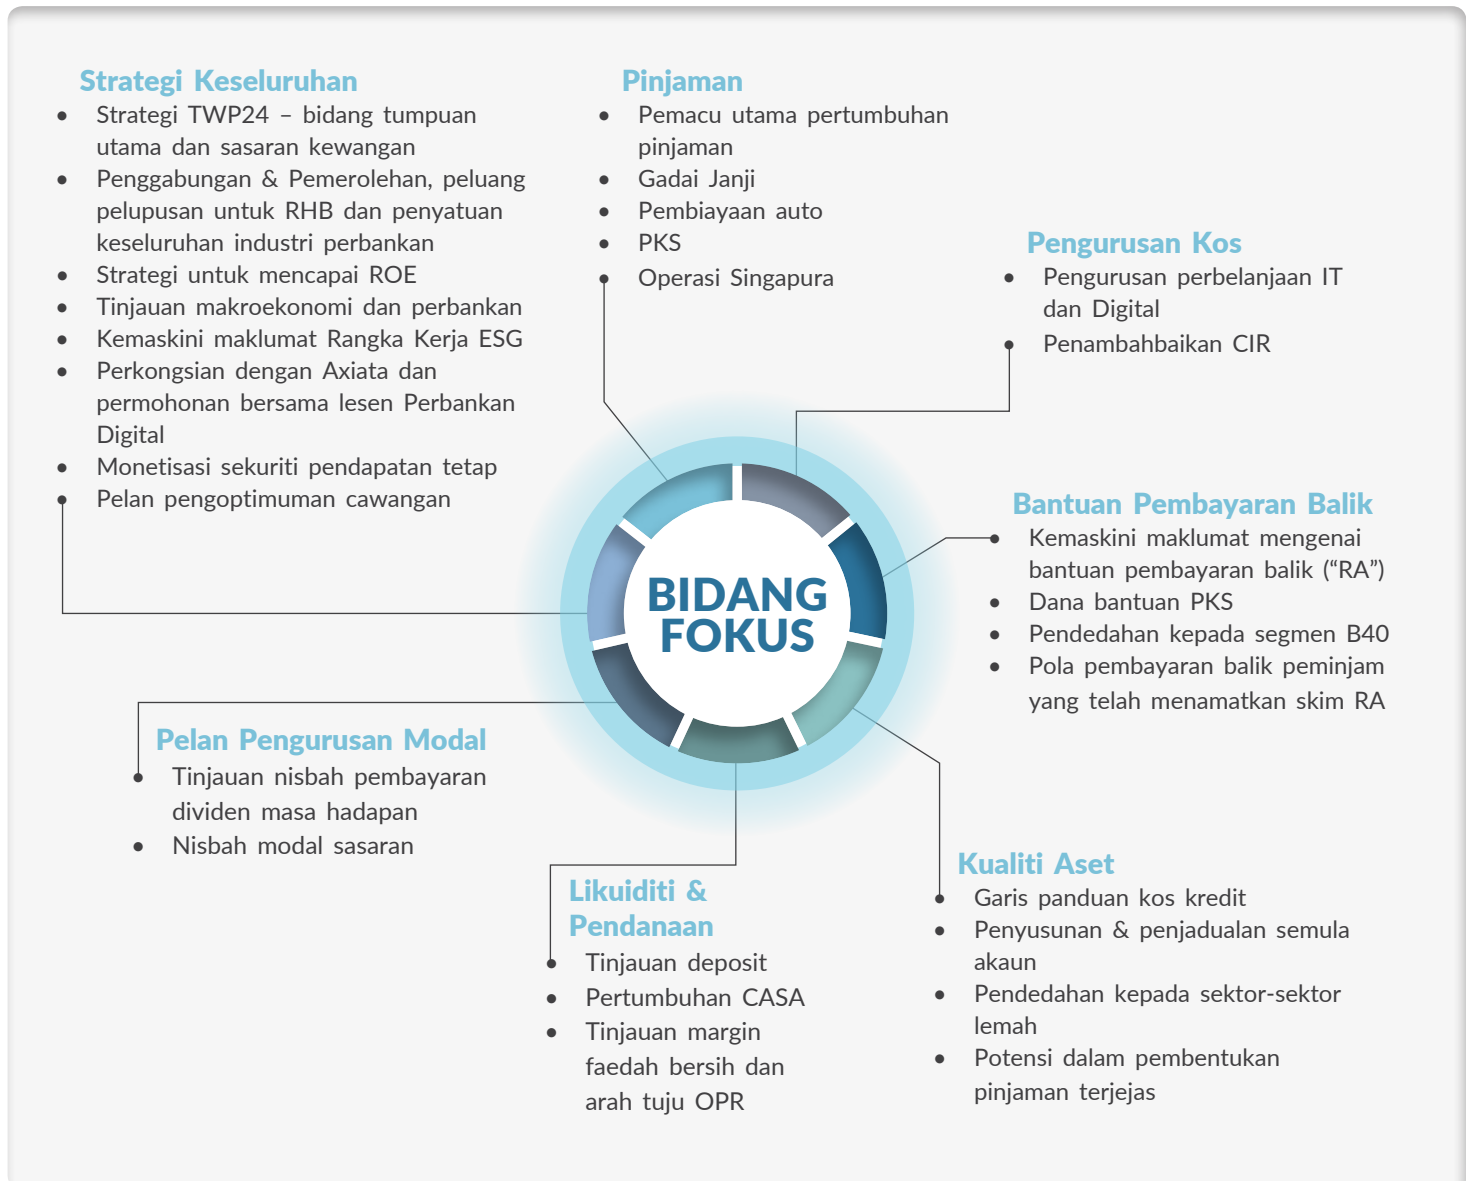 Strategi Keseluruhan
• Strategi TWP24 – bidang tumpuan
utama dan sasaran kewangan
• Penggabungan & Pemerolehan, peluang
pelupusan untuk RHB dan penyatuan
keseluruhan industri perbankan
• Strategi untuk mencapai ROE
• Tinjauan makroekonomi dan perbankan
• Kemaskini maklumat Rangka Kerja ESG
• Perkongsian dengan Axiata dan
permohonan bersama lesen Perbankan
Digital
• Monetisasi sekuriti pendapatan tetap
• Pelan pengoptimuman cawangan
Pinjaman
• Pemacu utama pertumbuhan
pinjaman
• Gadai Janji
• Pembiayaan auto
• PKS
• Operasi Singapura
Pengurusan Kos
• Pengurusan perbelanjaan IT
dan Digital
• Penambahbaikan CIR
Bantuan Pembayaran Balik
• Kemaskini maklumat mengenai
bantuan pembayaran balik (“RA”)
• Dana bantuan PKS
• Pendedahan kepada segmen B40
• Pola pembayaran balik peminjam
yang telah menamatkan skim RA
BIDANG
FOKUS
Pelan Pengurusan Modal
• Tinjauan nisbah pembayaran
dividen masa hadapan
• Nisbah modal sasaran
Likuiditi &
Pendanaan
• Tinjauan deposit
• Pertumbuhan CASA
• Tinjauan margin
faedah bersih dan
arah tuju OPR
Kualiti Aset
• Garis panduan kos kredit
• Penyusunan & penjadualan semula
akaun
• Pendedahan kepada sektor-sektor
lemah
• Potensi dalam pembentukan
pinjaman terjejas